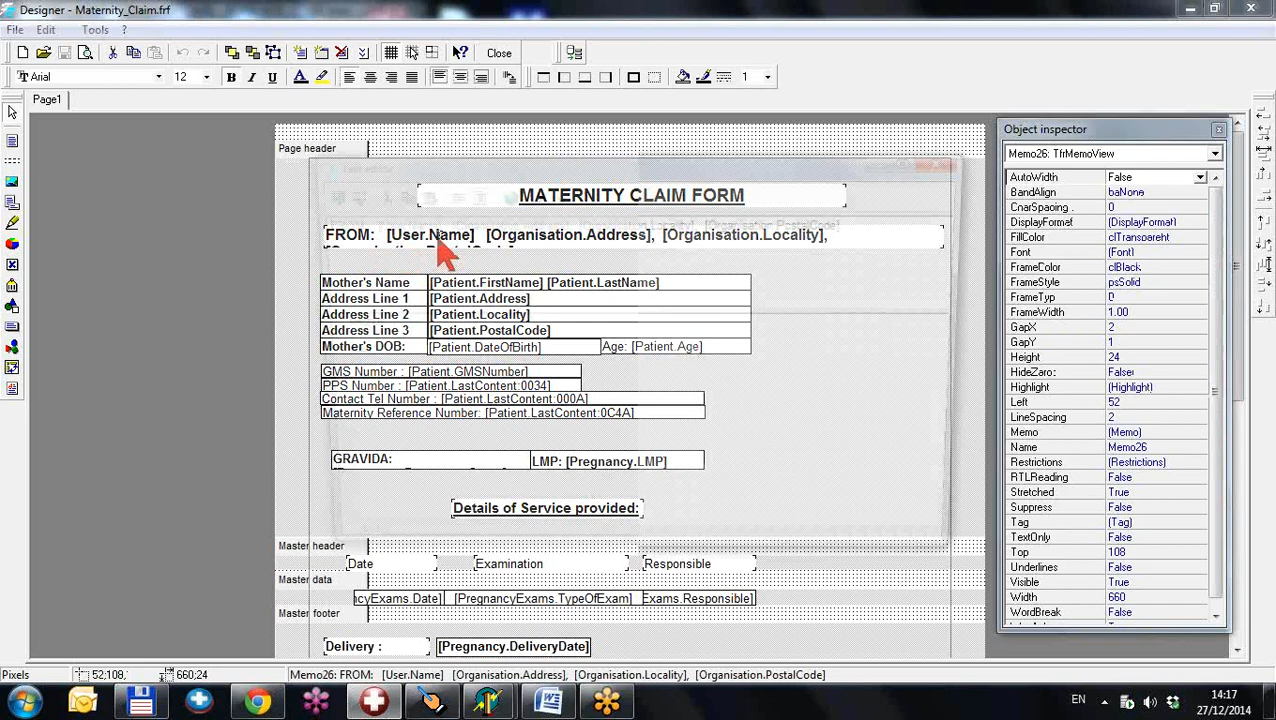 Designer - Maternity_Claim.frf
File Edit Tools ?
Close
Arial 12 B I U A 1
Page1
Page header
MATERNITY CLAIM FORM
FROM: [User.Name] [Organisation.Address], [Organisation.Locality],
Mother's Name [Patient.FirstName] [Patient.LastName]
Address Line 1 [Patient.Address]
Address Line 2 [Patient.Locality]
Address Line 3 [Patient.PostalCode]
Mother's DOB: [Patient.DateOfBirth] Age: [Patient.Age]
GMS Number : [Patient.GMSNumber]
PPS Number : [Patient.LastContent:0034]
Contact Tel Number : [Patient.LastContent:000A]
Maternity Reference Number: [Patient.LastContent:0C4A]
GRAVIDA: LMP: [Pregnancy.LMP]
Details of Service provided:
Master header
Date Examination Responsible
Master data
ncyExams.Date] [PregnancyExams.TypeOfExam] Exams.Responsible]
Master footer
Delivery : [Pregnancy.DeliveryDate]
Object inspector
Memo26: TfrMemoView
AutoWidth False
BandAlign baNone
CharSpacing 0
DisplayFormat (DisplayFormat)
FillColor clTransparent
Font (Font)
FrameColor clBlack
FrameStyle psSolid
FrameTyp 0
FrameWidth 1.00
GapX 2
GapY 1
Height 24
HideZeros False
Highlight (Highlight)
Left 52
LineSpacing 2
Memo (Memo)
Name Memo26
Restrictions (Restrictions)
RTLReading False
Stretched True
Suppress False
Tag (Tag)
TextOnly False
Top 108
Underlines False
Visible True
Width 660
WordBreak False
Pixels 52;108 660;24 Memo26: FROM: [User.Name] [Organisation.Address], [Organisation.Locality], [Organisation.PostalCode]
EN 14:17
27/12/2014